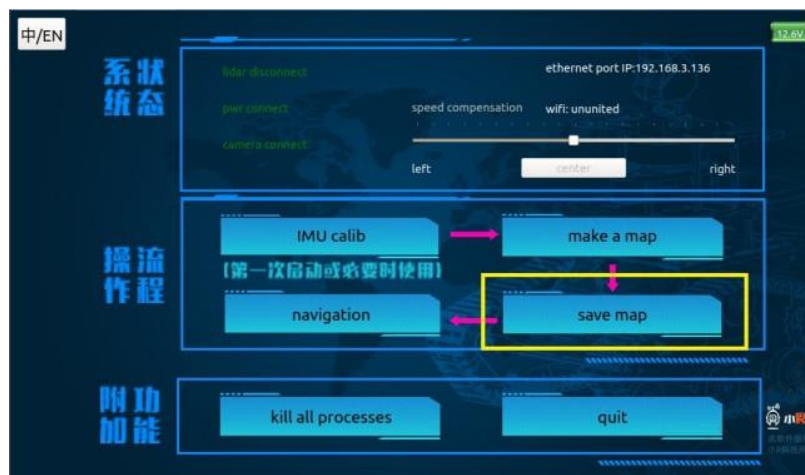 中/EN
12.6V
系 状
统 态
lidar disconnect
ethernet port IP:192.168.3.136
pwr connect
speed compensation
wifi: ununited
camera connect
left
center
right
操 流
作 程
IMU calib
make a map
(第一次启动或必要时使用)
navigation
save map
附 功
加 能
kill all processes
quit
小R